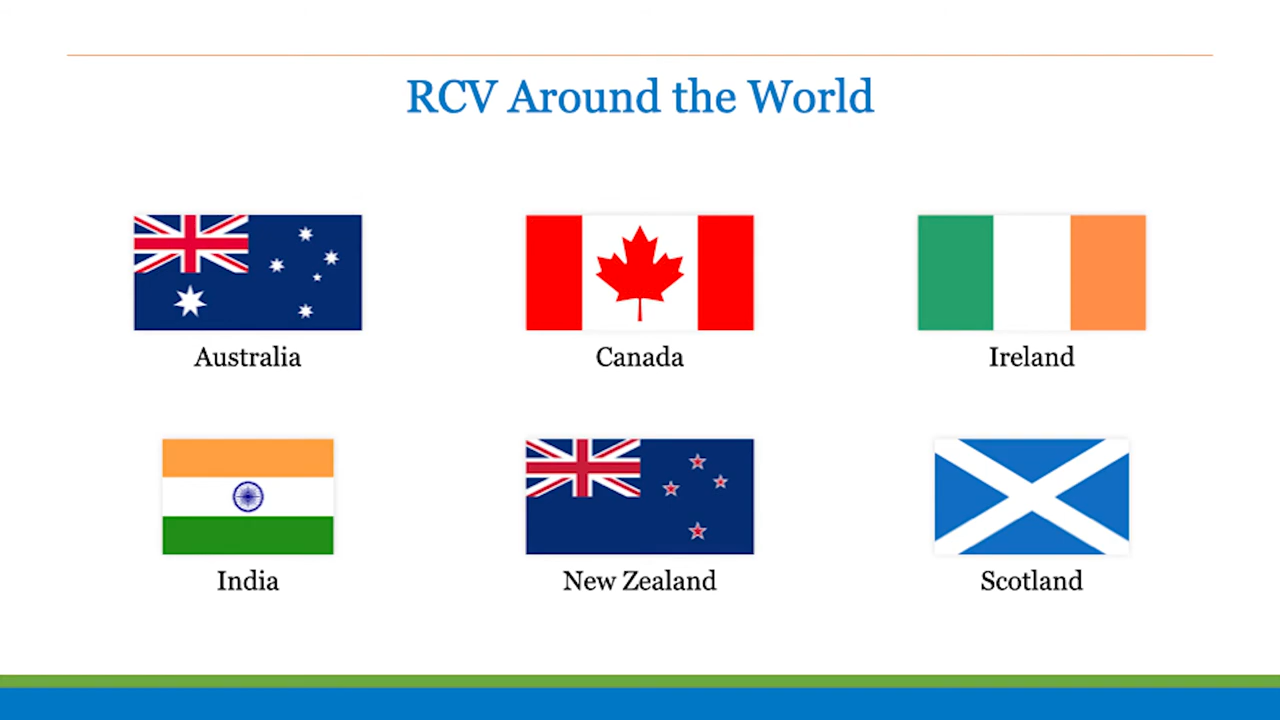 RCV Around the World
Australia
Canada
Ireland
India
New Zealand
Scotland